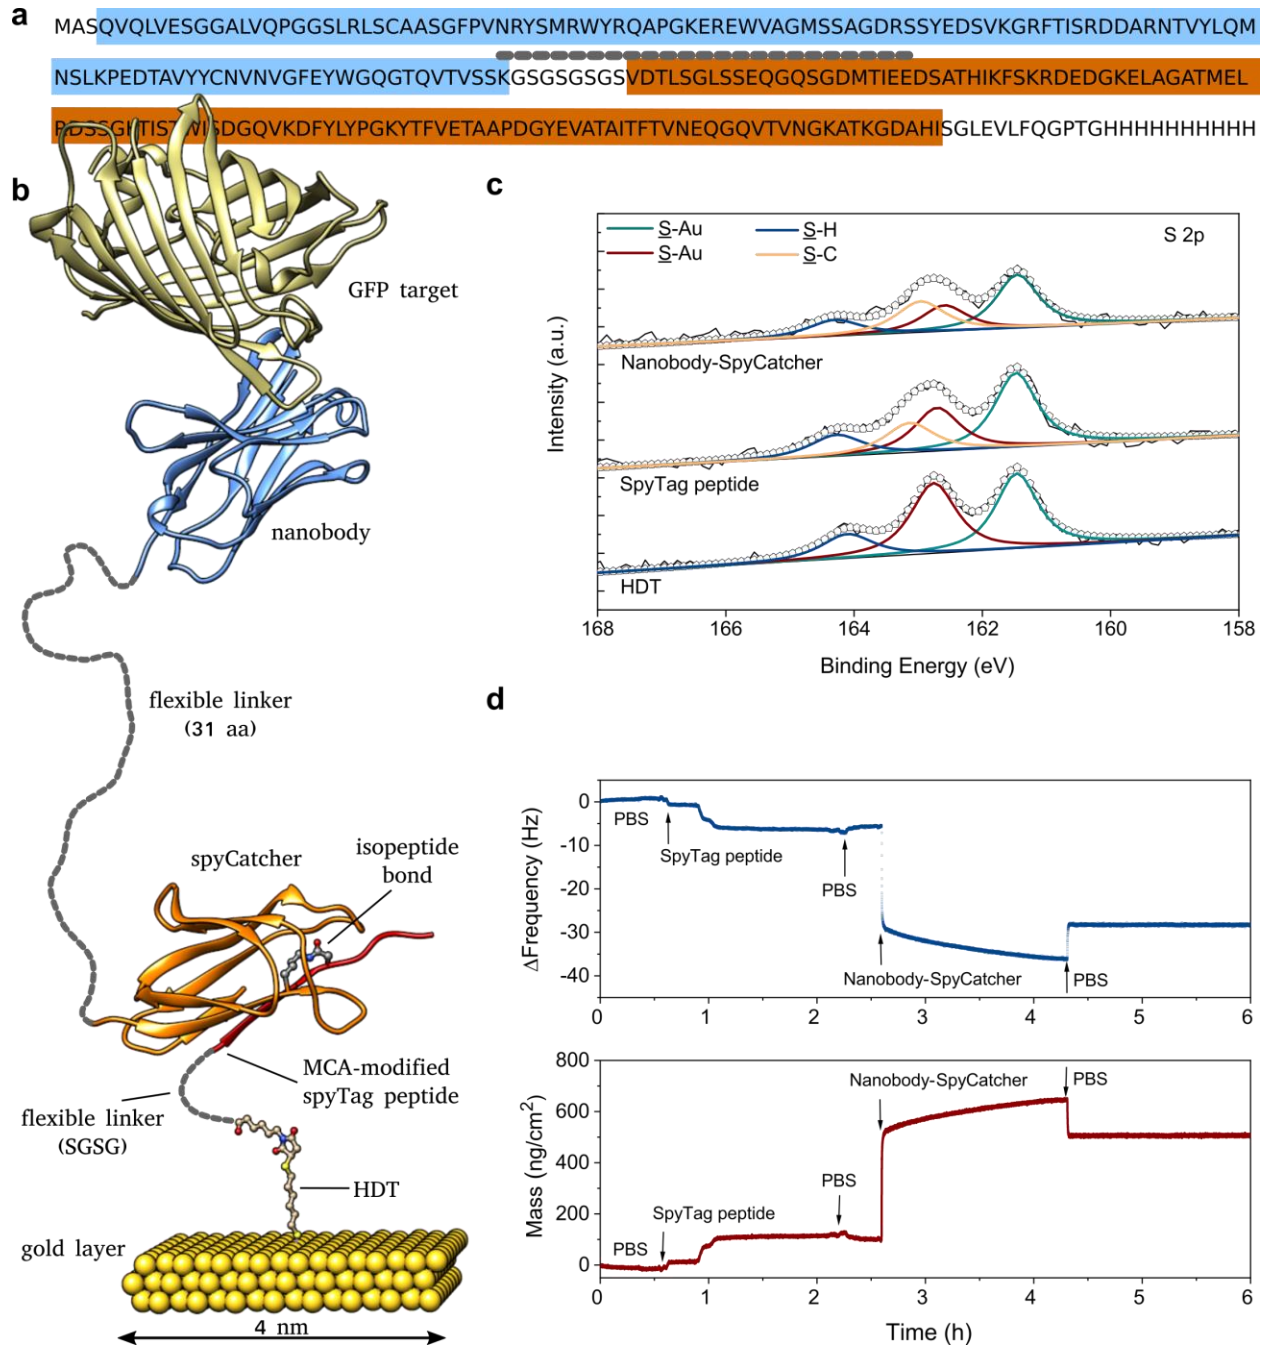 a
MASQVQLVESGGALVQPGGSLRLSCAASGFPVNRYSMRWYRQAPGKEREWVAGMSSAGDRSSYEDSVKGRFTISRDDARNTVYLQM
NSLKPEDTAVYYCNVNVGFEYWGQGTQVTVSSKGSGSGSGSVDTLSGLSSEQGQSGDMTIEEDSATHIKFSKRDEDGKELAGATMEL
DGQVKDFYLYPGKYTFVETAAPDGYEVATAITFTVNEQGQVTVNGKATKGDAHISGLEVLFQGPTGHHHHHHHHHH
b
GFP target
nanobody
flexible linker
(31 aa)
spyCatcher
isopeptide
bond
MCA-modified
spyTag peptide
flexible linker
(SGSG)
HDT
gold layer
4 nm
c
S-Au
S-H
S-Au
S-C
S 2p
Nanobody-SpyCatcher
SpyTag peptide
HDT
Intensity (a.u.)
168
166
164
162
160
158
Binding Energy (eV)
d
0
-10
-20
-30
-40
ΔFrequency (Hz)
PBS
SpyTag peptide
PBS
Nanobody-SpyCatcher
PBS
0
1
2
3
4
5
6
800
600
400
200
0
Mass (ng/cm²)
PBS
SpyTag peptide
PBS
Nanobody-SpyCatcher
PBS
0
1
2
3
4
5
6
Time (h)